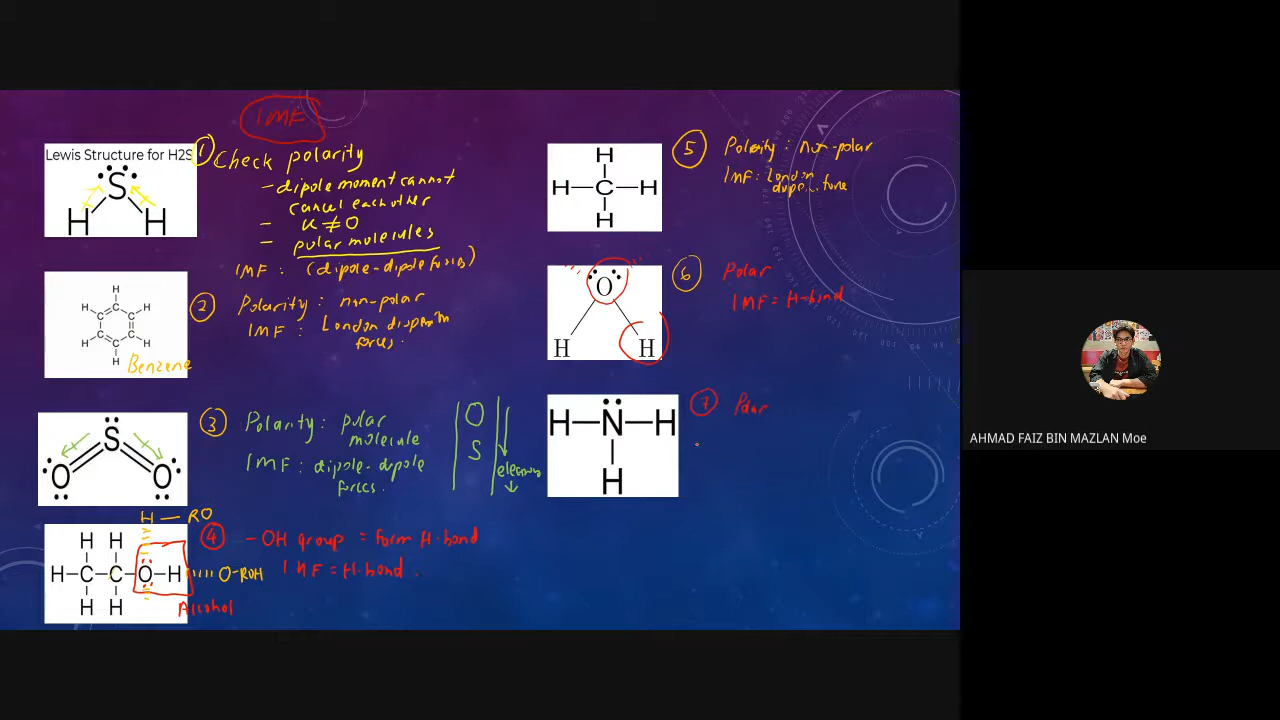 IMF
Lewis Structure for H2S
S
H H
1 Check polarity
- dipole moment cannot
cancel each other
- u ≠ 0
- polar molecules
IMF : (dipole-dipole forces)
H
H H
H H
H
Benzene
2 Polarity : non-polar
IMF : London dispersion
forces.
S
O O
3 Polarity : polar
molecule
IMF : dipole-dipole
forces.
O
S
H — RO
H H
H C C O H O-ROH
H H
Alcohol
4 -OH group = form H-bond
IMF = H-bond
H
H C H
H
5 Polarity : non-polar
IMF : London
O
H H
6 Polar
IMF = H-bond
H N H
H
7 Polar
AHMAD FAIZ BIN MAZLAN Moe